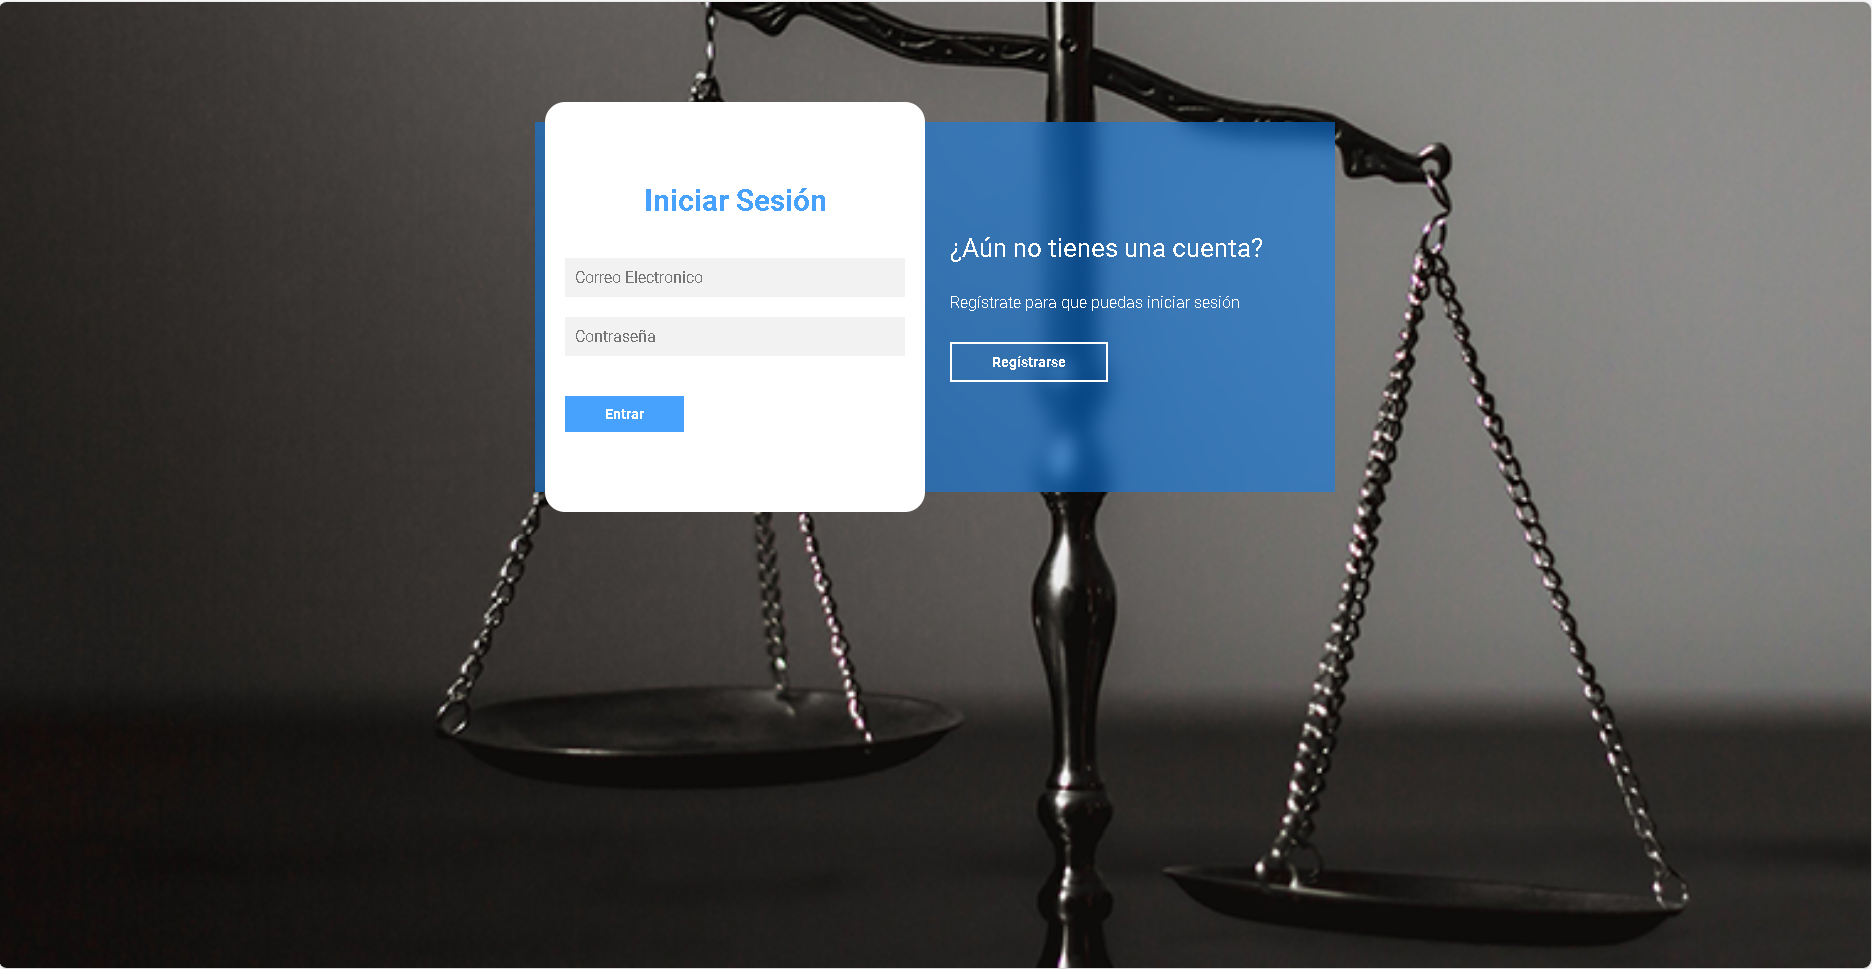 Iniciar Sesión
Correo Electronico
Contraseña
Entrar
¿Aún no tienes una cuenta?
Regístrate para que puedas iniciar sesión
Regístrarse